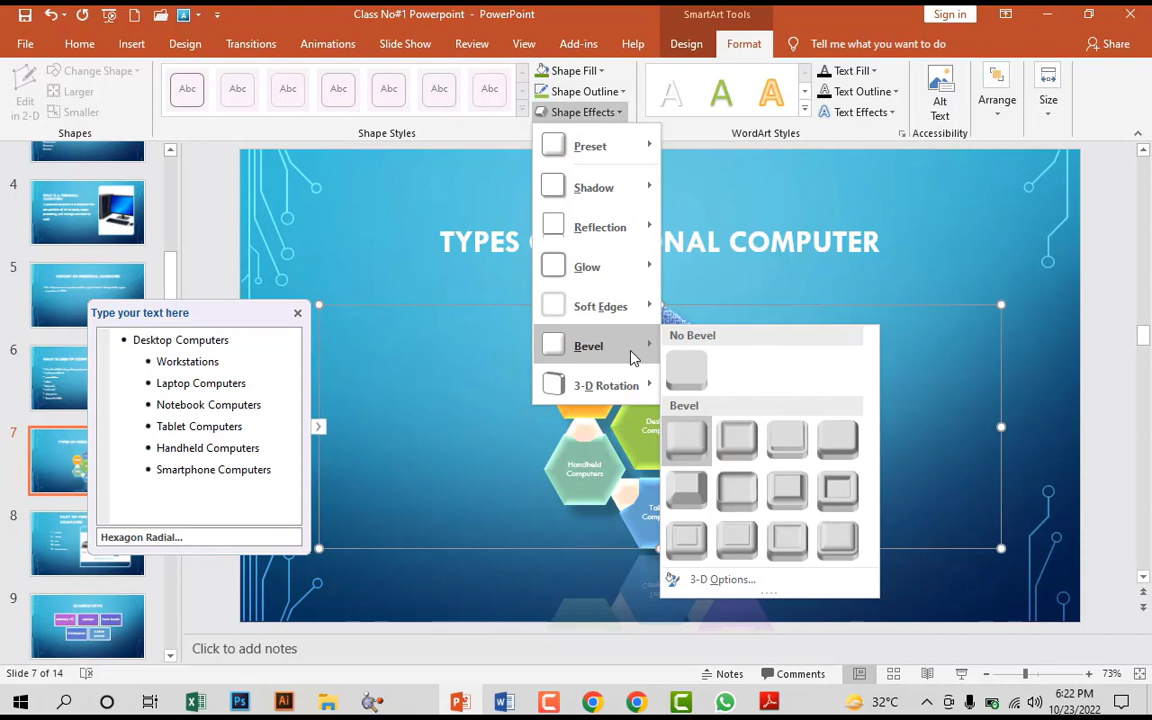 Class No#1 Powerpoint - PowerPoint
SmartArt Tools
Sign in
File
Home
Insert
Design
Transitions
Animations
Slide Show
Review
View
Add-ins
Help
Design
Format
Tell me what you want to do
Share
Edit in 2-D
Change Shape
Larger
Smaller
Shapes
Abc Abc Abc Abc Abc Abc Abc
Shape Styles
Shape Fill
Shape Outline
Shape Effects
A A A
WordArt Styles
Text Fill
Text Outline
Text Effects
Alt Text
Accessibility
Arrange
Size
Preset
Shadow
Reflection
Glow
Soft Edges
Bevel
3-D Rotation
No Bevel
Bevel
3-D Options...
4
5
6
7
8
9
TYPES O
NAL COMPUTER
Type your text here
Desktop Computers
Workstations
Laptop Computers
Notebook Computers
Tablet Computers
Handheld Computers
Smartphone Computers
Hexagon Radial...
Handheld
Computers
Click to add notes
Slide 7 of 14
Notes
Comments
73%
32°C
6:22 PM
10/23/2022